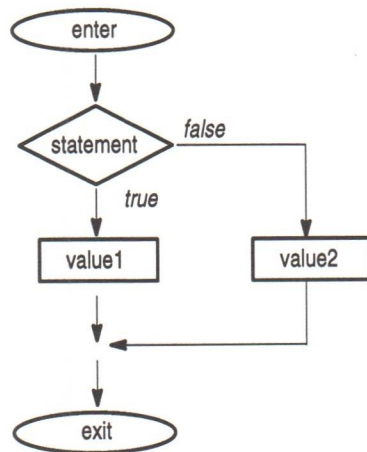 enter
statement
false
true
value1
value2
exit